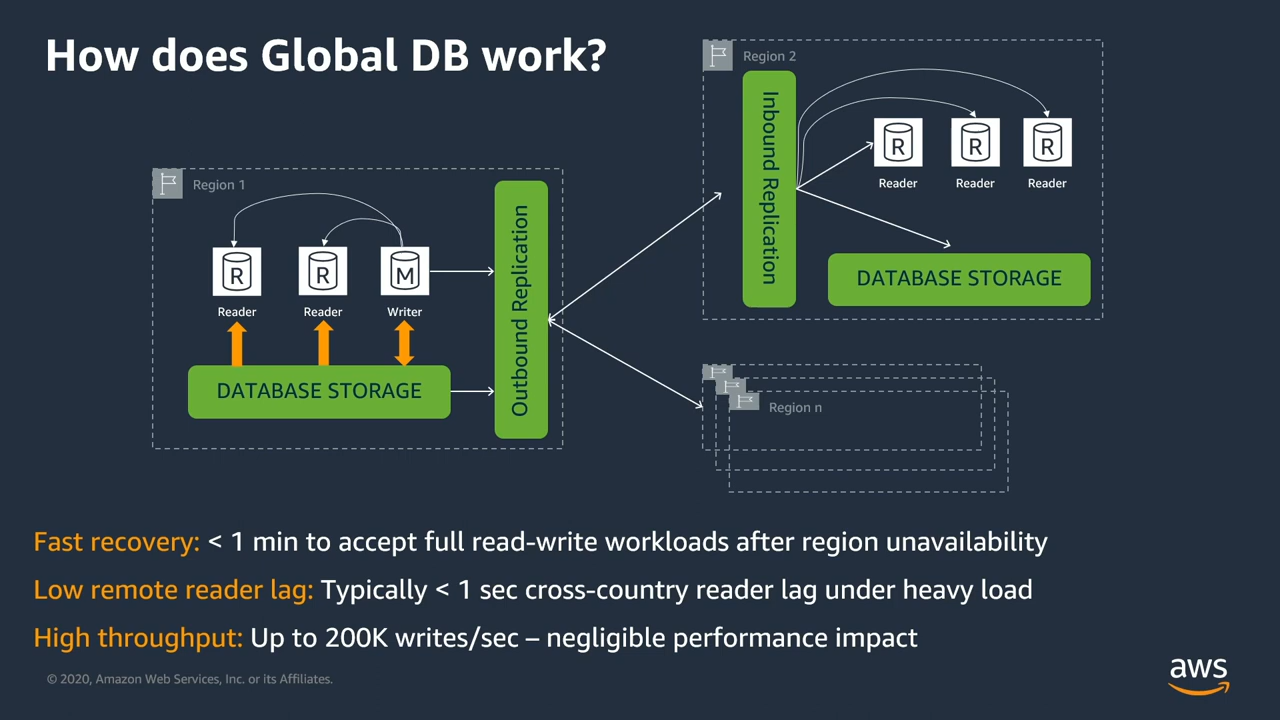 How does Global DB work?
Region 1
R
R
M
Reader
Reader
Writer
DATABASE STORAGE
Outbound Replication
Region 2
Inbound Replication
R
R
R
Reader
Reader
Reader
DATABASE STORAGE
Region n
Fast recovery: < 1 min to accept full read-write workloads after region unavailability
Low remote reader lag: Typically < 1 sec cross-country reader lag under heavy load
High throughput: Up to 200K writes/sec – negligible performance impact
© 2020, Amazon Web Services, Inc. or its Affiliates.
aws